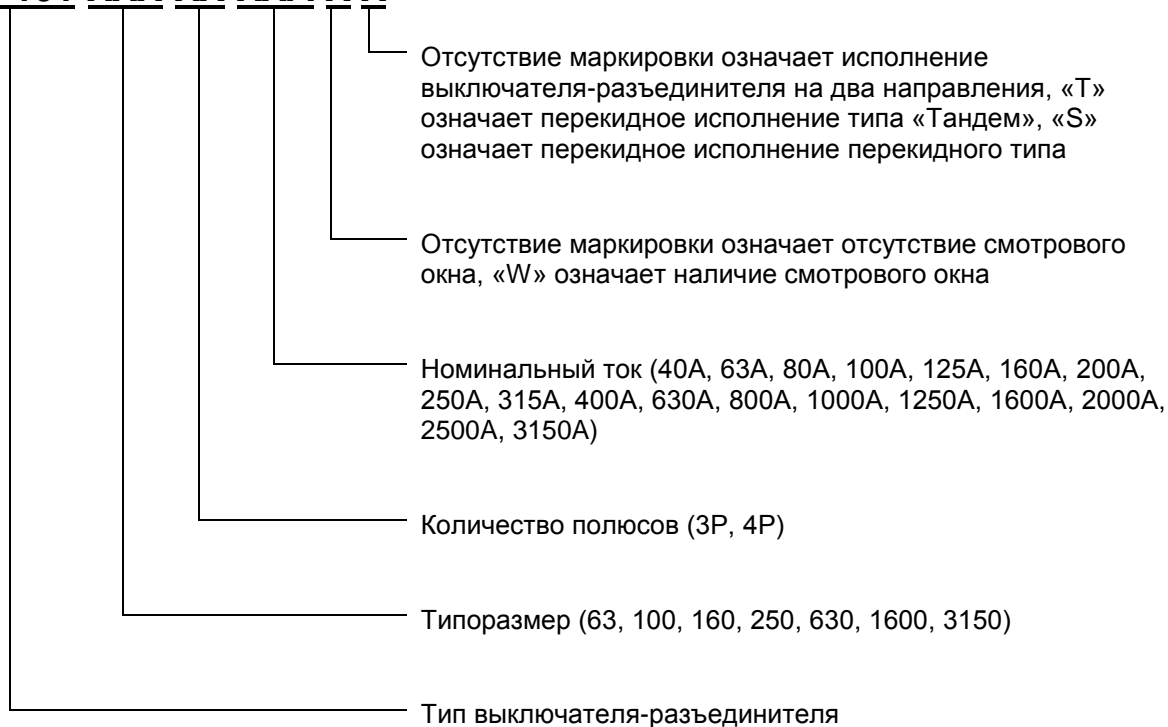 Отсутствие маркировки означает исполнение
выключателя-разъединителя на два направления, «T»
означает перекидное исполнение типа «Тандем», «S»
означает перекидное исполнение перекидного типа
Отсутствие маркировки означает отсутствие смотрового
окна, «W» означает наличие смотрового окна
Номинальный ток (40А, 63А, 80А, 100А, 125А, 160А, 200А,
250А, 315А, 400А, 630А, 800А, 1000А, 1250А, 1600А, 2000А,
2500А, 3150А)
Количество полюсов (3P, 4P)
Типоразмер (63, 100, 160, 250, 630, 1600, 3150)
Тип выключателя-разъединителя